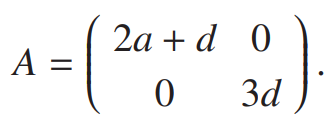 A = ( 2a + d 0
0 3d ) .